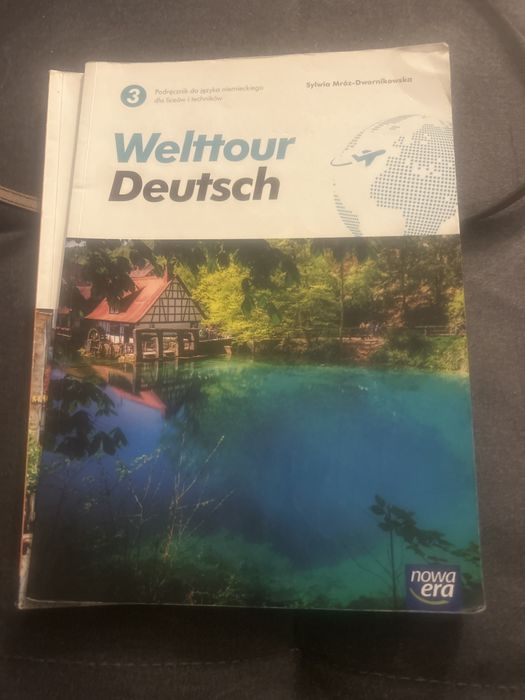 3
Podręcznik do języka niemieckiego
dla liceów i techników
Sylwia Mróz-Dwornikowska
Welttour
Deutsch
nowa
era